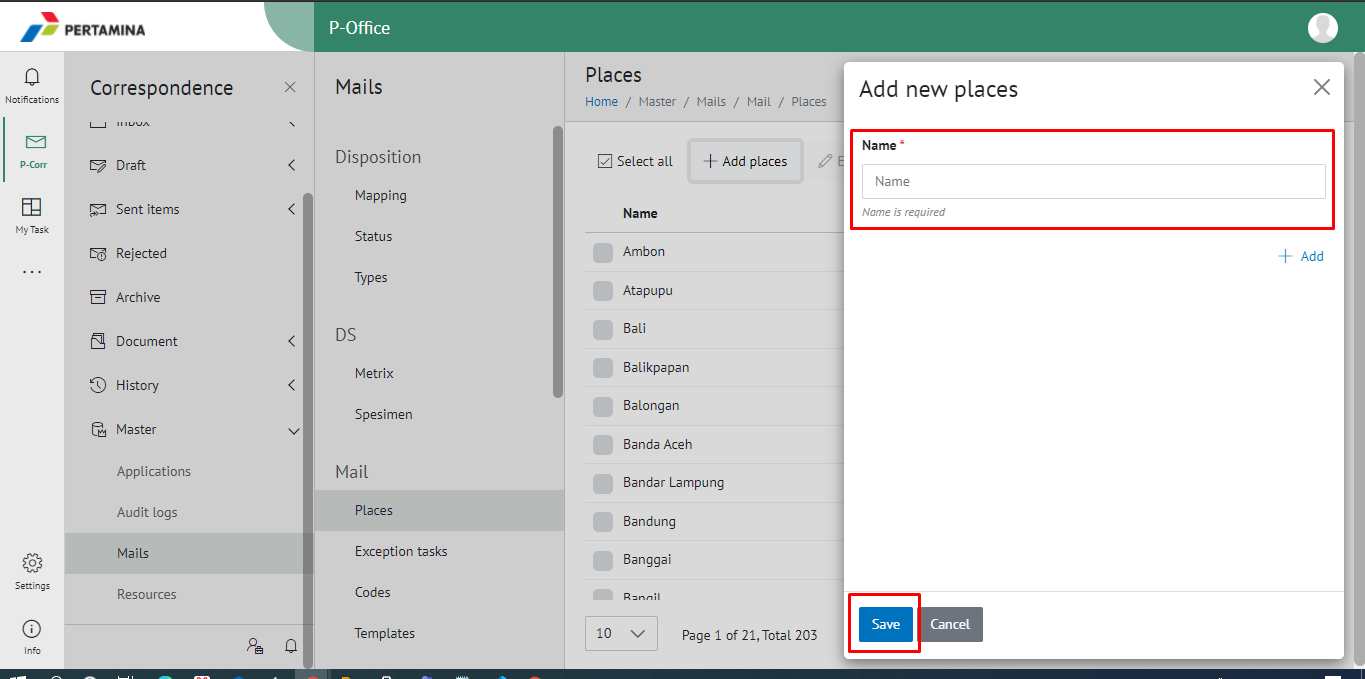 PERTAMINA
P-Office
Notifications
P-Corr
My Task
...
Settings
Info
Correspondence
Inbox
Draft
Sent items
Rejected
Archive
Document
History
Master
Applications
Audit logs
Mails
Resources
Mails
Disposition
Mapping
Status
Types
DS
Metrix
Spesimen
Mail
Places
Exception tasks
Codes
Templates
Places
Home / Master / Mails / Mail / Places
Select all
Add places
Name
Ambon
Atapupu
Bali
Balikpapan
Balongan
Banda Aceh
Bandar Lampung
Bandung
Banggai
Bangil
10
Page 1 of 21, Total 203
Add new places
Name *
Name
Name is required
Add
Save
Cancel